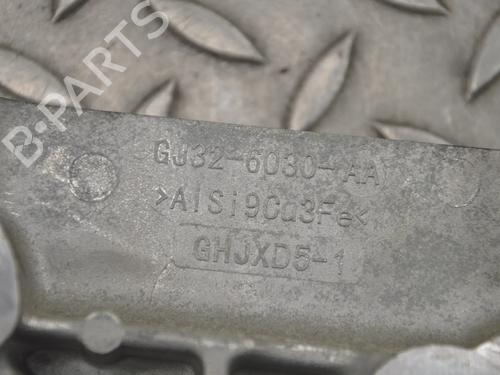 B-PARTS
GJ32-6030-AA
>AlSi9Cu3Fe<
GHJXD5-1